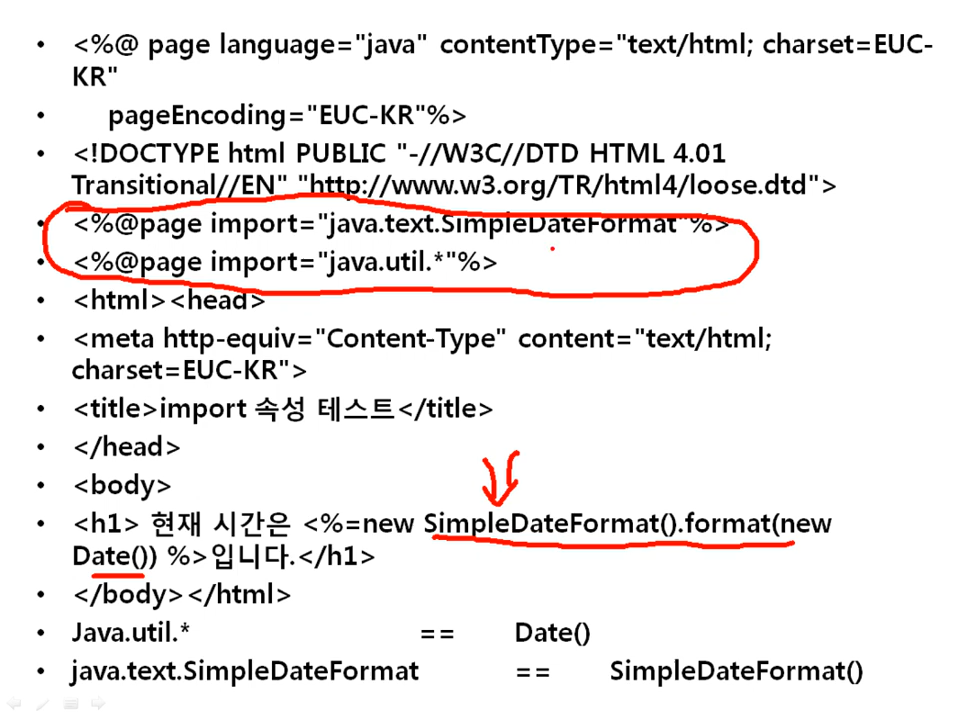 • <%@ page language="java" contentType="text/html; charset=EUC-
KR"
• pageEncoding="EUC-KR"%>
• <!DOCTYPE html PUBLIC "-//W3C//DTD HTML 4.01
Transitional//EN" "http://www.w3.org/TR/html4/loose.dtd">
• <%@page import="java.text.SimpleDateFormat"%>
• <%@page import="java.util.*"%>
• <html><head>
• <meta http-equiv="Content-Type" content="text/html;
charset=EUC-KR">
• <title>import 속성 테스트</title>
• </head>
• <body>
• <h1> 현재 시간은 <%=new SimpleDateFormat().format(new
Date()) %>입니다.</h1>
• </body></html>
• Java.util.* == Date()
• java.text.SimpleDateFormat == SimpleDateFormat()